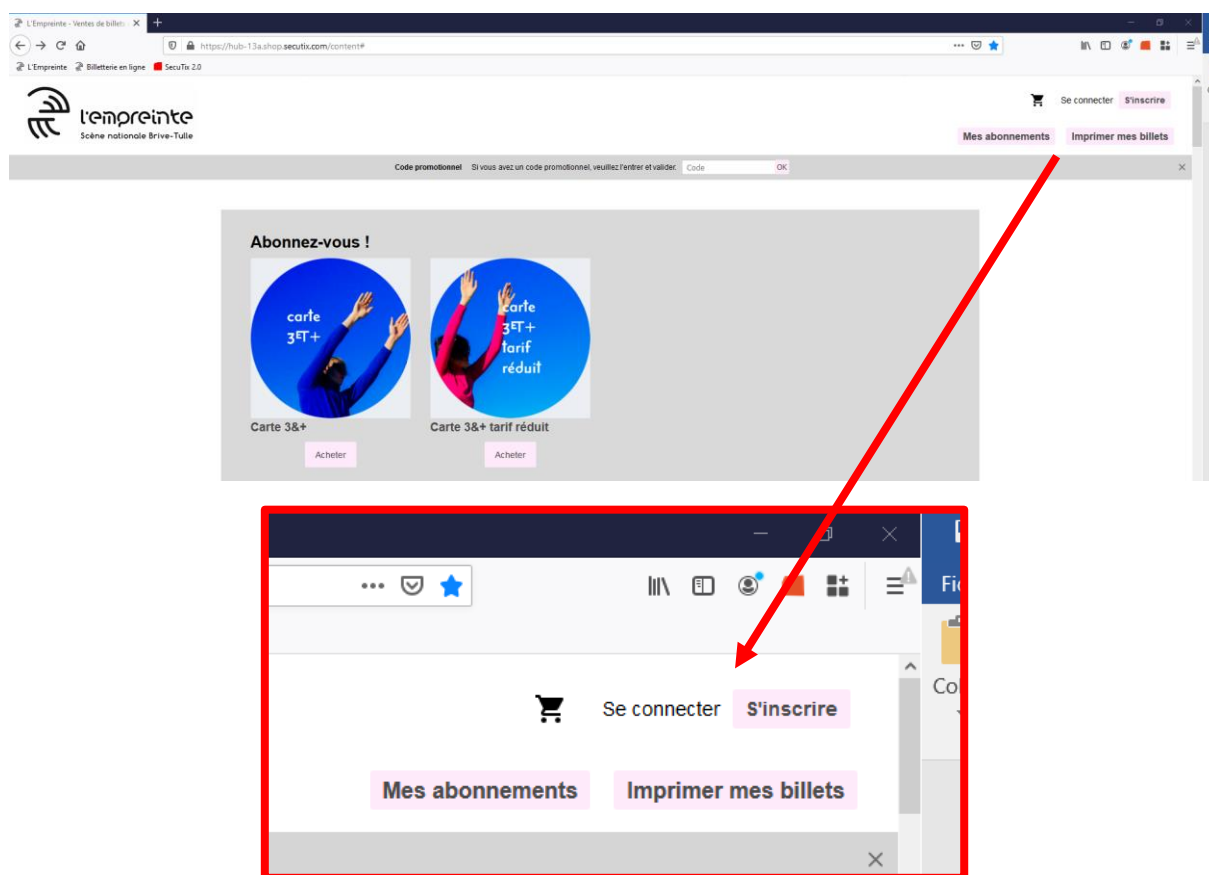 L'Empreinte - Ventes de billets
https://hub-13a.shop.secutix.com/content#
L'Empreinte Billetterie en ligne SecuTix 2.0
l'empreinte
Scène nationale Brive-Tulle
Se connecter S'inscrire
Mes abonnements Imprimer mes billets
Code promotionnel Si vous avez un code promotionnel, veuillez l'entrer et valider. Code OK
Abonnez-vous !
carte
3ET+
carte
3ET+
tarif
réduit
Carte 3&+ Carte 3&+ tarif réduit
Acheter Acheter
Se connecter S'inscrire
Mes abonnements Imprimer mes billets